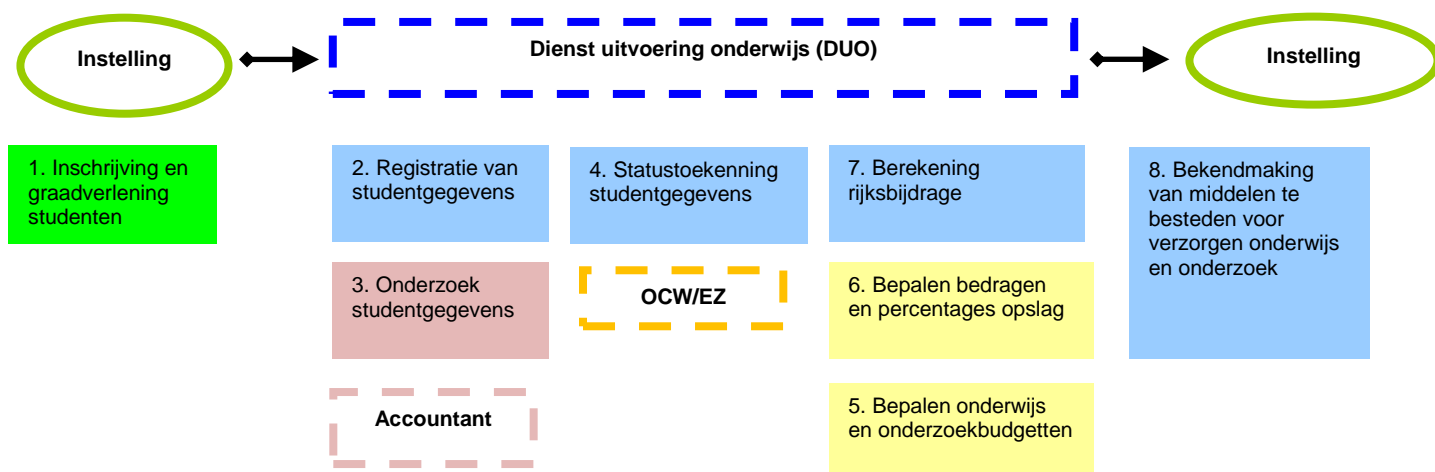 Instelling
Dienst uitvoering onderwijs (DUO)
Instelling
1. Inschrijving en
graadverlening
studenten
2. Registratie van
studentgegevens
4. Statustoekenning
studentgegevens
7. Berekening
rijksbijdrage
8. Bekendmaking
van middelen te
besteden voor
verzorgen onderwijs
en onderzoek
3. Onderzoek
studentgegevens
OCW/EZ
6. Bepalen bedragen
en percentages opslag
Accountant
5. Bepalen onderwijs
en onderzoekbudgetten